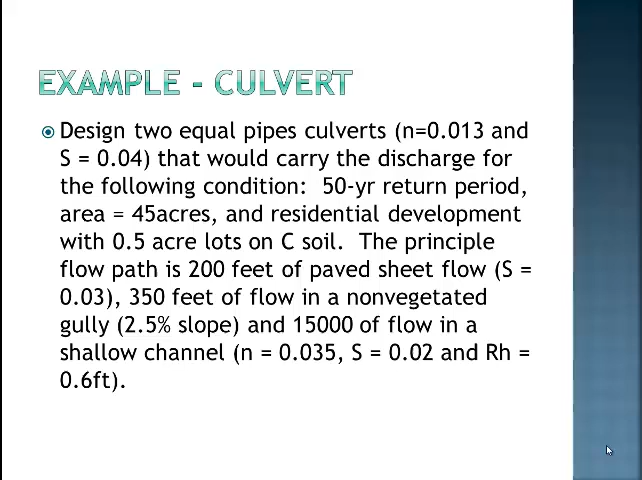 EXAMPLE - CULVERT
Design two equal pipes culverts (n=0.013 and
S = 0.04) that would carry the discharge for
the following condition: 50-yr return period,
area = 45acres, and residential development
with 0.5 acre lots on C soil. The principle
flow path is 200 feet of paved sheet flow (S =
0.03), 350 feet of flow in a nonvegetated
gully (2.5% slope) and 15000 of flow in a
shallow channel (n = 0.035, S = 0.02 and Rh =
0.6ft).